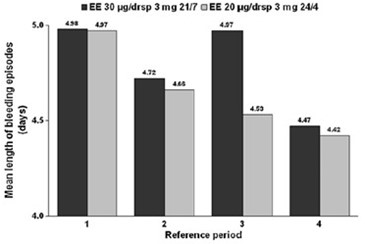 EE 30 µg/drsp 3 mg 21/7 EE 20 µg/drsp 3 mg 24/4
Mean length of bleeding episodes
(days)
5.0
4.5
4.0
4.98 4.97
4.72 4.66
4.97 4.53
4.47 4.42
1 2 3 4
Reference period